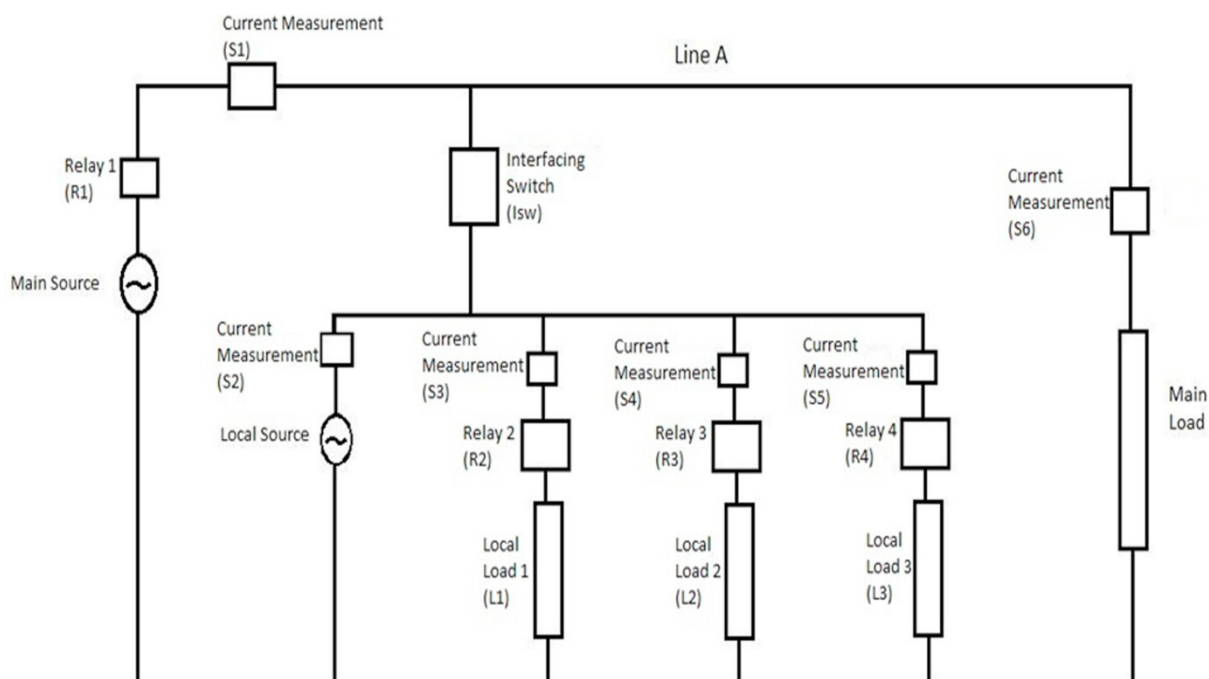 Current Measurement
(S1)
Line A
Relay 1
(R1)
Interfacing
Switch
(Isw)
Current
Measurement
(S6)
Main Source
Current
Measurement
(S2)
Current
Measurement
(S3)
Current
Measurement
(S4)
Current
Measurement
(S5)
Local Source
Relay 2
(R2)
Relay 3
(R3)
Relay 4
(R4)
Main
Load
Local
Load 1
(L1)
Local
Load 2
(L2)
Local
Load 3
(L3)